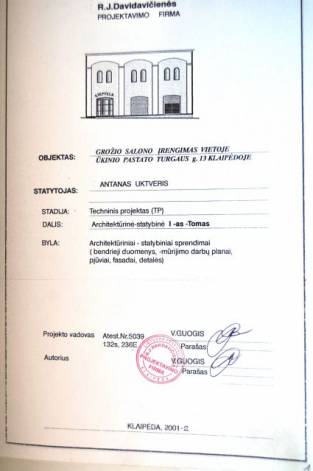 R.J.Davidavičienės
PROJEKTAVIMO FIRMA
OBJEKTAS: GROŽIO SALONO ĮRENGIMAS VIETOJE
ŪKINIO PASTATO TURGAUS g. 13 KLAIPĖDOJE
STATYTOJAS: ANTANAS UKTVERIS
STADIJA: Techninis projektas (TP)
DALIS: Architektūrinė-statybinė I -as -Tomas
BYLA: Architektūriniai - statybiniai sprendimai
( bendrieji duomenys, -mūrijimo darbų planai,
pjūviai, fasadai, detalės)
Projekto vadovas Atest.Nr.5039 V.GUOGIS
132s, 236E Parašas
Autorius V.GUOGIS
Parašas
PROJEKTAVIMO
FIRMA
KLAIPĖDA, 2001-2